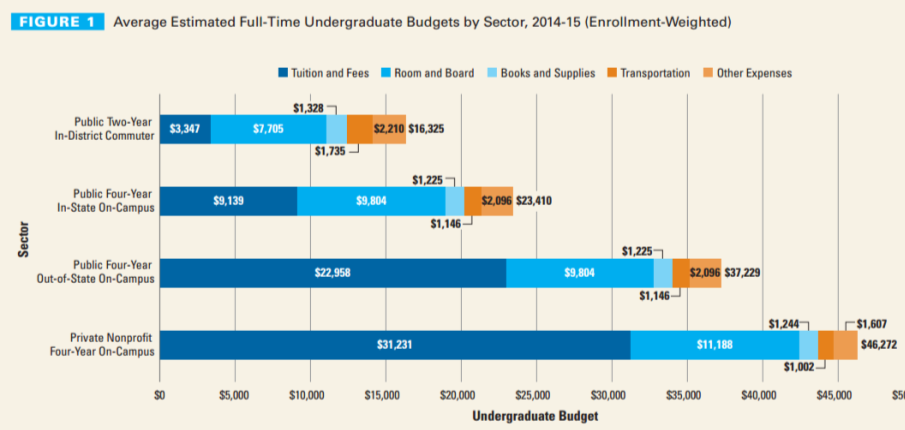 FIGURE 1 Average Estimated Full-Time Undergraduate Budgets by Sector, 2014-15 (Enrollment-Weighted)
Tuition and Fees Room and Board Books and Supplies Transportation Other Expenses
$1,328
Public Two-Year
In-District Commuter
$3,347 $7,705 $2,210 $16,325
$1,735
$1,225
Public Four-Year
In-State On-Campus
$9,139 $9,804 $2,096 $23,410
$1,146
Sector
$1,225
Public Four-Year
Out-of-State On-Campus
$22,958 $9,804 $2,096 $37,229
$1,146
$1,244 $1,607
Private Nonprofit
Four-Year On-Campus
$31,231 $11,188 $46,272
$1,002
$0 $5,000 $10,000 $15,000 $20,000 $25,000 $30,000 $35,000 $40,000 $45,000
Undergraduate Budget